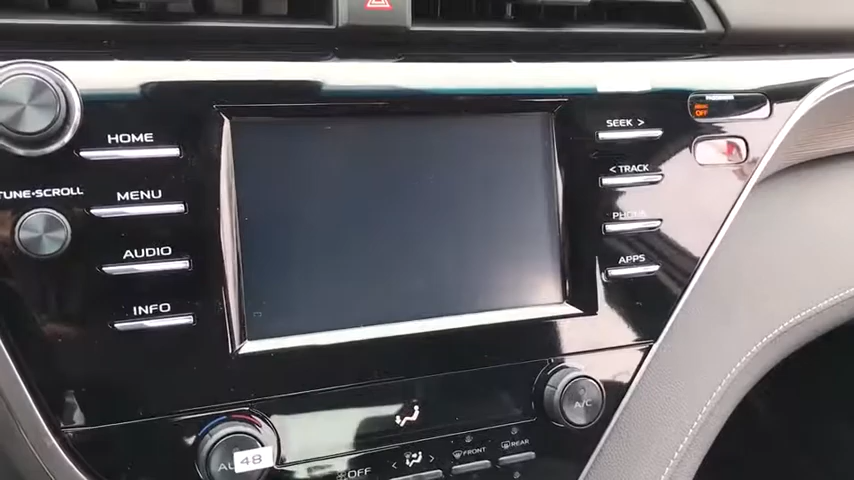 HOME
MENU
AUDIO
INFO
TUNE•SCROLL
SEEK >
< TRACK
PHONE
APPS
OFF
A/C
48
OFF
FRONT
REAR